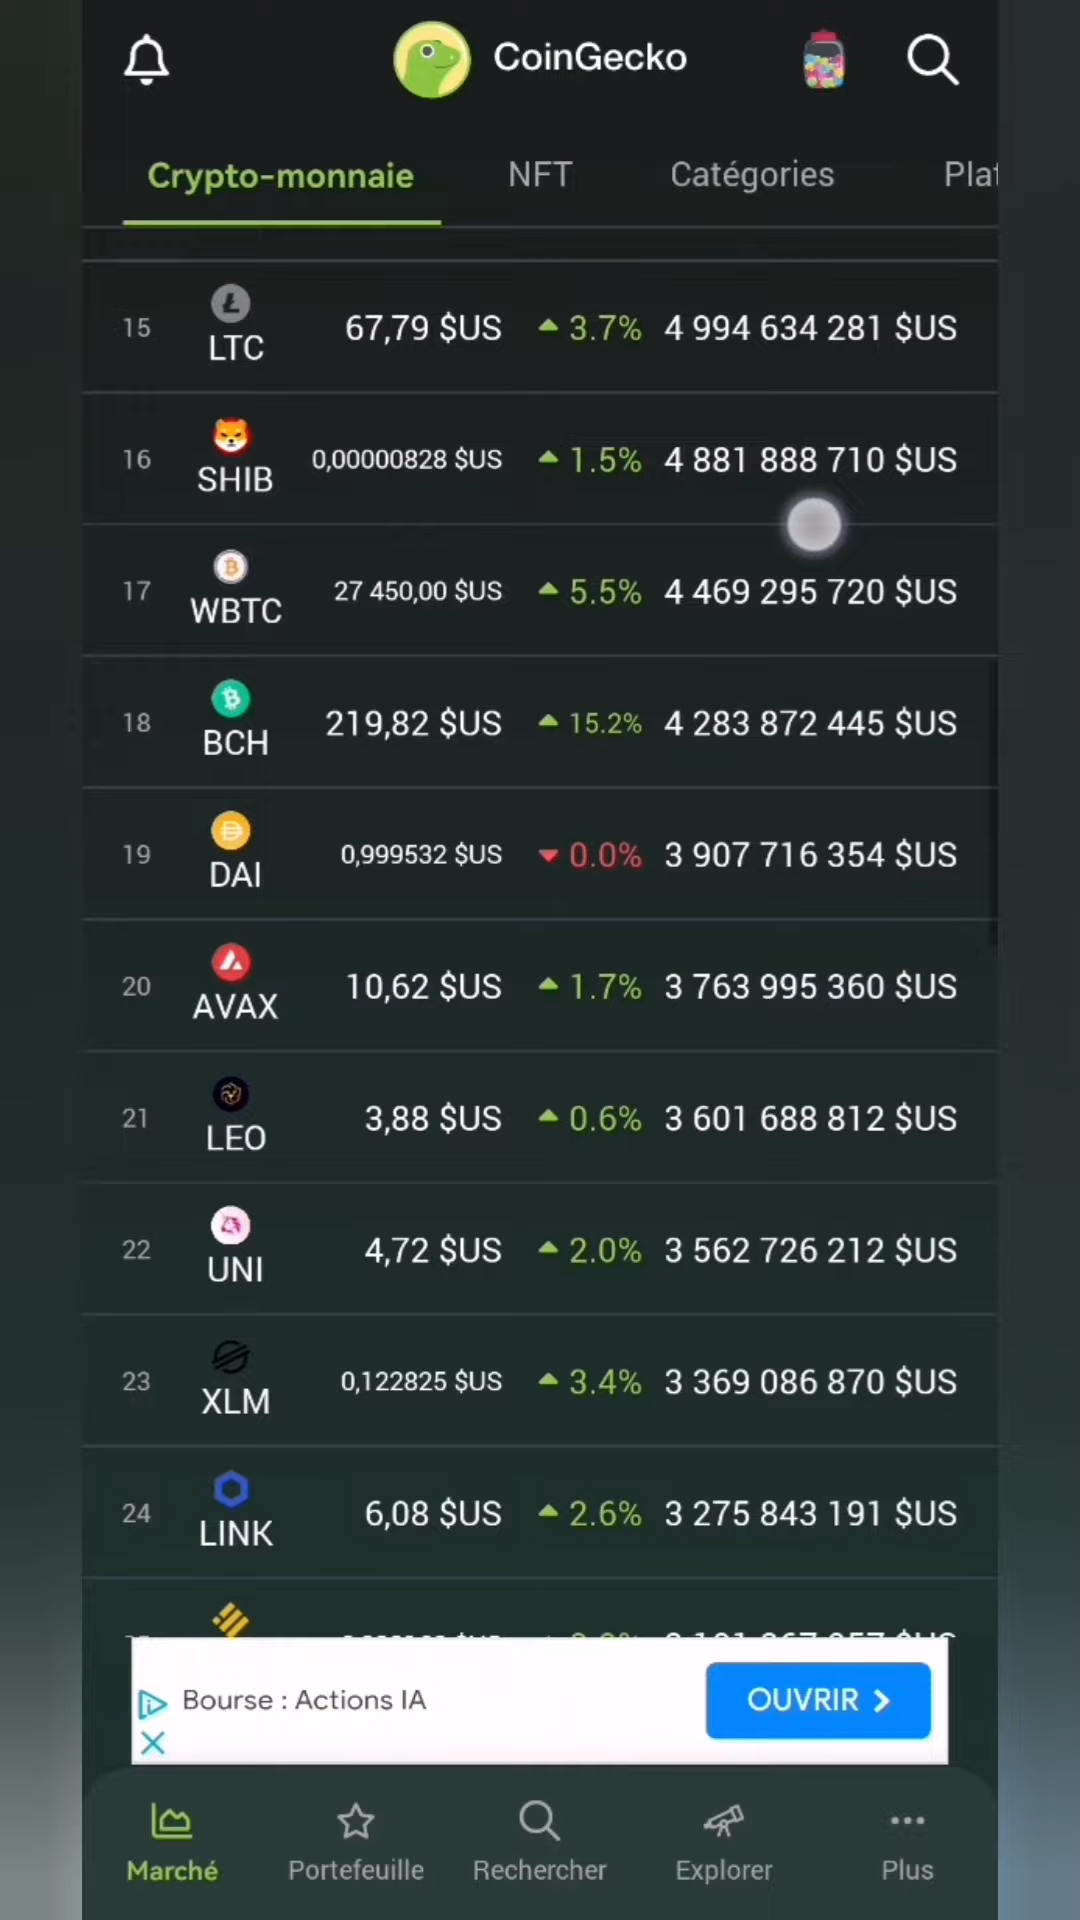 CoinGecko
Crypto-monnaie NFT Catégories Plat
15 LTC 67,79 $US 3.7% 4 994 634 281 $US
16 SHIB 0,00000828 $US 1.5% 4 881 888 710 $US
17 WBTC 27 450,00 $US 5.5% 4 469 295 720 $US
18 BCH 219,82 $US 15.2% 4 283 872 445 $US
19 DAI 0,999532 $US 0.0% 3 907 716 354 $US
20 AVAX 10,62 $US 1.7% 3 763 995 360 $US
21 LEO 3,88 $US 0.6% 3 601 688 812 $US
22 UNI 4,72 $US 2.0% 3 562 726 212 $US
23 XLM 0,122825 $US 3.4% 3 369 086 870 $US
24 LINK 6,08 $US 2.6% 3 275 843 191 $US
Bourse : Actions IA OUVRIR
Marché Portefeuille Rechercher Explorer Plus